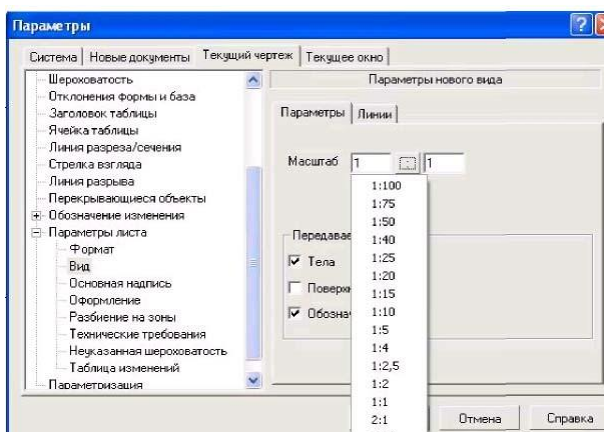 Параметры
Система Новые документы Текущий чертеж Текущее окно
Шероховатость
Отклонения формы и база
Заголовок таблицы
Ячейка таблицы
Линия разреза/сечения
Стрелка взгляда
Линия разрыва
Перекрывающиеся объекты
Обозначение изменения
Параметры листа
Формат
Вид
Основная надпись
Оформление
Разбиение на зоны
Технические требования
Неуказанная шероховатость
Таблица изменений
Параметризация
Параметры нового вида
Параметры Линии
Масштаб 1 : 1
1:100
1:75
1:50
1:40
1:25
1:20
1:15
1:10
1:5
1:4
1:2,5
1:2
1:1
2:1
Передавае
Тела
Поверхн
Обознач
Отмена Справка